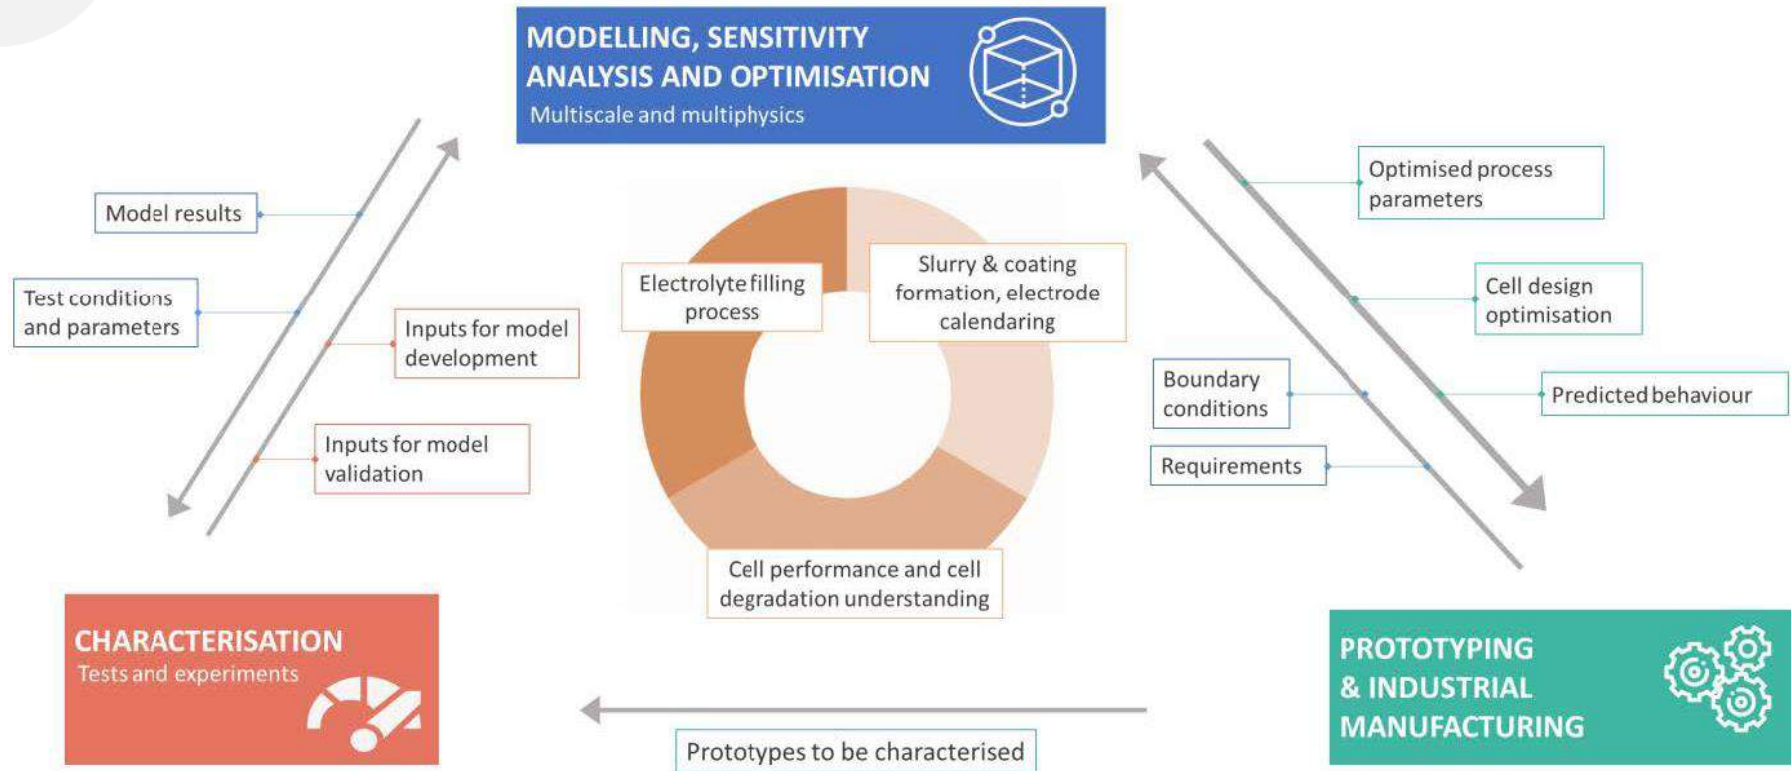 MODELLING, SENSITIVITY
ANALYSIS AND OPTIMISATION
Multiscale and multiphysics
Model results
Test conditions
and parameters
Inputs for model
development
Inputs for model
validation
Electrolyte filling
process
Slurry & coating
formation, electrode
calendaring
Cell performance and cell
degradation understanding
Optimised process
parameters
Cell design
optimisation
Predicted behaviour
Boundary
conditions
Requirements
CHARACTERISATION
Tests and experiments
Prototypes to be characterised
PROTOTYPING
& INDUSTRIAL
MANUFACTURING